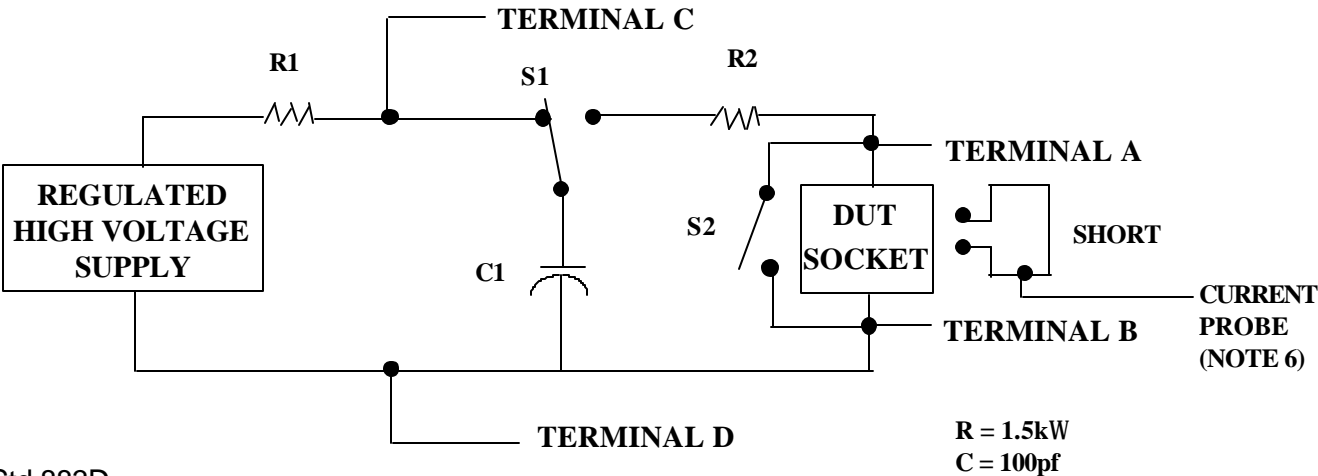 TERMINAL C
R1
S1
R2
TERMINAL A
REGULATED
HIGH VOLTAGE
SUPPLY
S2
DUT
SOCKET
SHORT
C1
CURRENT
PROBE
(NOTE 6)
TERMINAL B
TERMINAL D
R = 1.5kW
C = 100pf